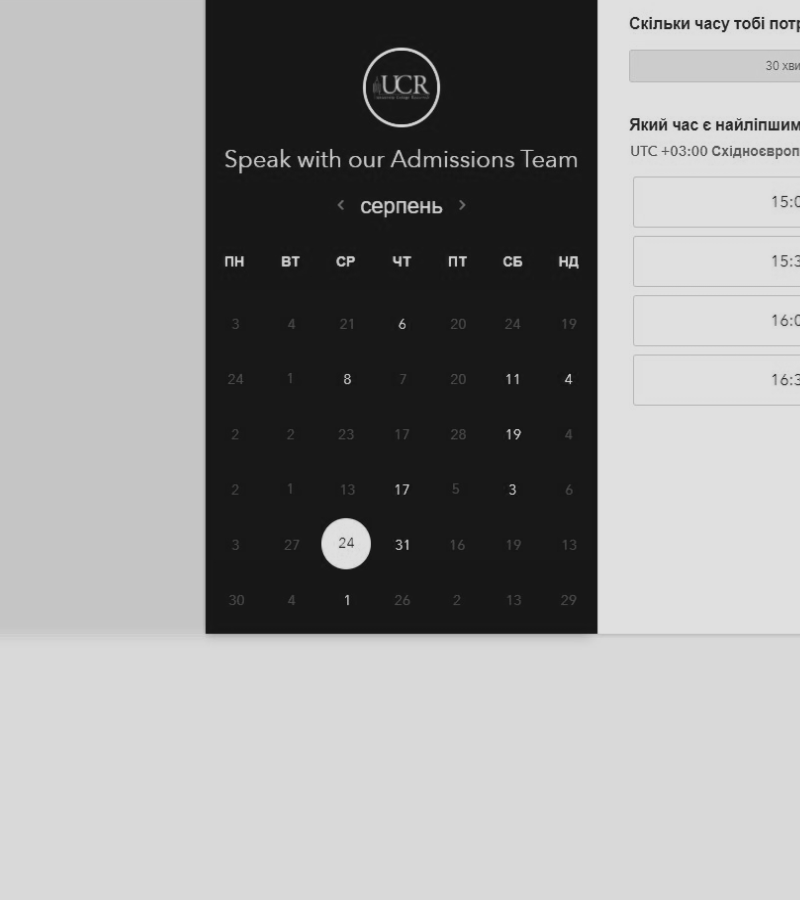 UCR
Speak with our Admissions Team
серпень
ПН ВТ СР ЧТ ПТ СБ НД
3 4 21 6 20 24 19
24 1 8 7 20 11 4
2 2 23 17 28 19 4
2 1 13 17 5 3 6
3 27 24 31 16 19 13
30 4 1 26 2 13 29
Скільки часу тобі потр
30 хви
Який час є найліпшим
UTC +03:00 Східноєвроп
15:0
15:3
16:0
16:3